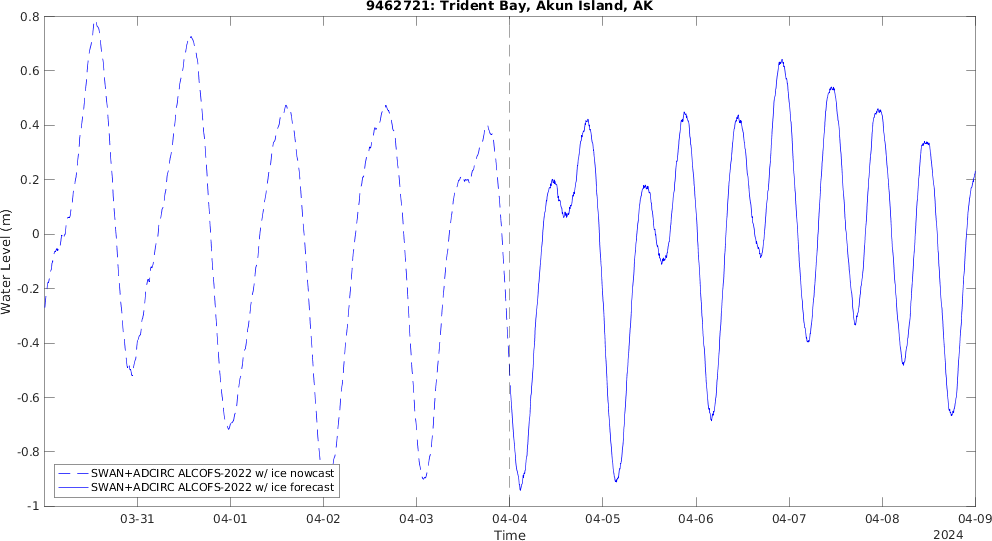 9462721: Trident Bay, Akun Island, AK
Water Level (m)
0.8
0.6
0.4
0.2
0
-0.2
-0.4
-0.6
-0.8
-1
SWAN+ADCIRC ALCOFS-2022 w/ ice nowcast
SWAN+ADCIRC ALCOFS-2022 w/ ice forecast
03-31 04-01 04-02 04-03 04-04 04-05 04-06 04-07 04-08 04-09
Time
2024